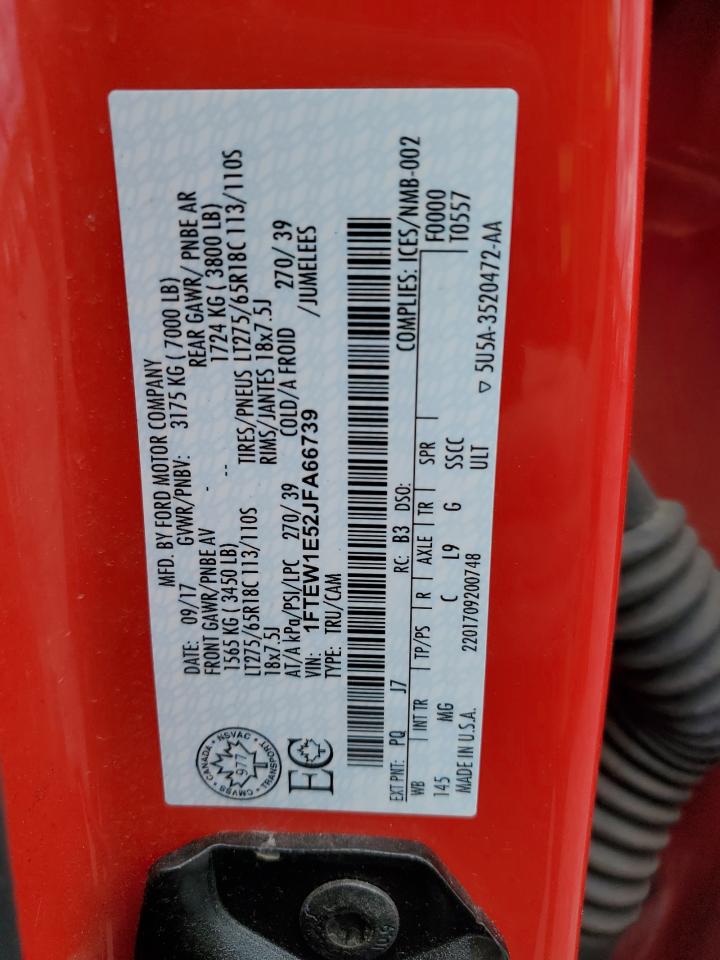 MFD. BY FORD MOTOR COMPANY
DATE: 09/17 GVWR/PNBV: 3175 KG ( 7000 LB)
FRONT GAWR/PNBE AV REAR GAWR/ PNBE AR
1565 KG ( 3450 LB) - -- 1724 KG ( 3800 LB)
LT275/65R18C 113/110S TIRES/PNEUS LT275/65R18C 113/110S
18x7.5J RIMS/JANTES 18x7.5J
AT/A kPa/PSI/LPC 270/ 39 COLD/A FROID 270/ 39
VIN: 1FTEW1E52JFA66739 /JUMELEES
TYPE: TRU/CAM
CANADA • NSVAC • TRANSPORT • CMVSS •
977
EC
COMPLIES: ICES/NMB-002
EXT PNT: PQ J7 RC: B3 DSO:
WB INT TR TP/PS R AXLE TR SPR F0000
145 MG C L9 G SSCC T0557
MADE IN U.S.A. 2201709200748 ULT
▽ 5U5A-3520472-AA